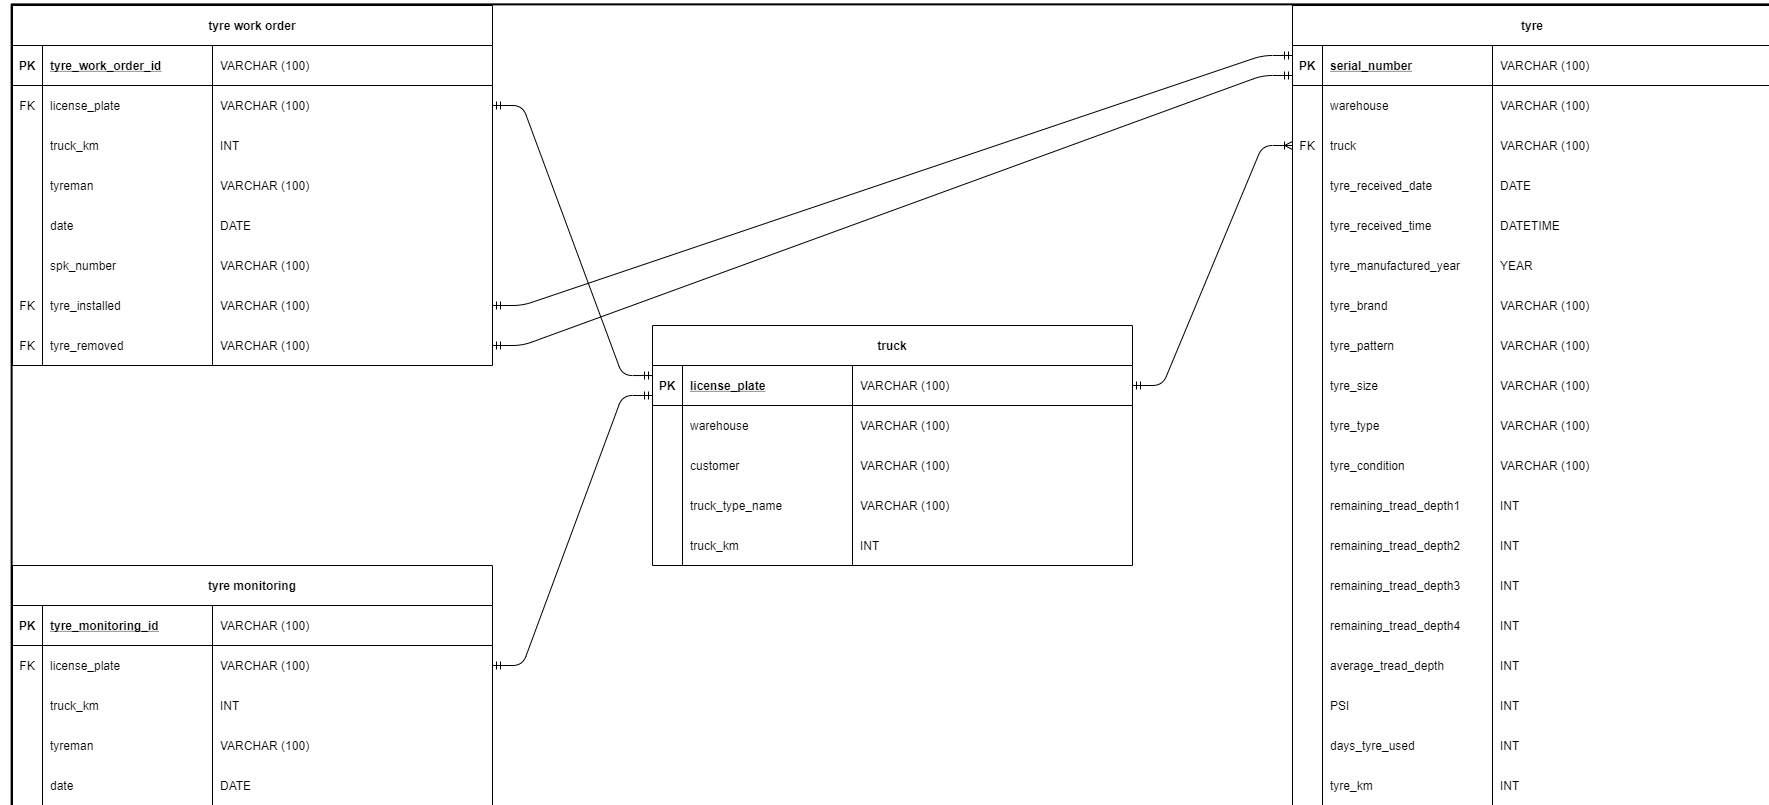 tyre work order
PK tyre_work_order_id VARCHAR (100)
FK license_plate VARCHAR (100)
truck_km INT
tyreman VARCHAR (100)
date DATE
spk_number VARCHAR (100)
FK tyre_installed VARCHAR (100)
FK tyre_removed VARCHAR (100)
tyre monitoring
PK tyre_monitoring_id VARCHAR (100)
FK license_plate VARCHAR (100)
truck_km INT
tyreman VARCHAR (100)
date DATE
truck
PK license_plate VARCHAR (100)
warehouse VARCHAR (100)
customer VARCHAR (100)
truck_type_name VARCHAR (100)
truck_km INT
tyre
PK serial_number VARCHAR (100)
warehouse VARCHAR (100)
FK truck VARCHAR (100)
tyre_received_date DATE
tyre_received_time DATETIME
tyre_manufactured_year YEAR
tyre_brand VARCHAR (100)
tyre_pattern VARCHAR (100)
tyre_size VARCHAR (100)
tyre_type VARCHAR (100)
tyre_condition VARCHAR (100)
remaining_tread_depth1 INT
remaining_tread_depth2 INT
remaining_tread_depth3 INT
remaining_tread_depth4 INT
average_tread_depth INT
PSI INT
days_tyre_used INT
tyre_km INT